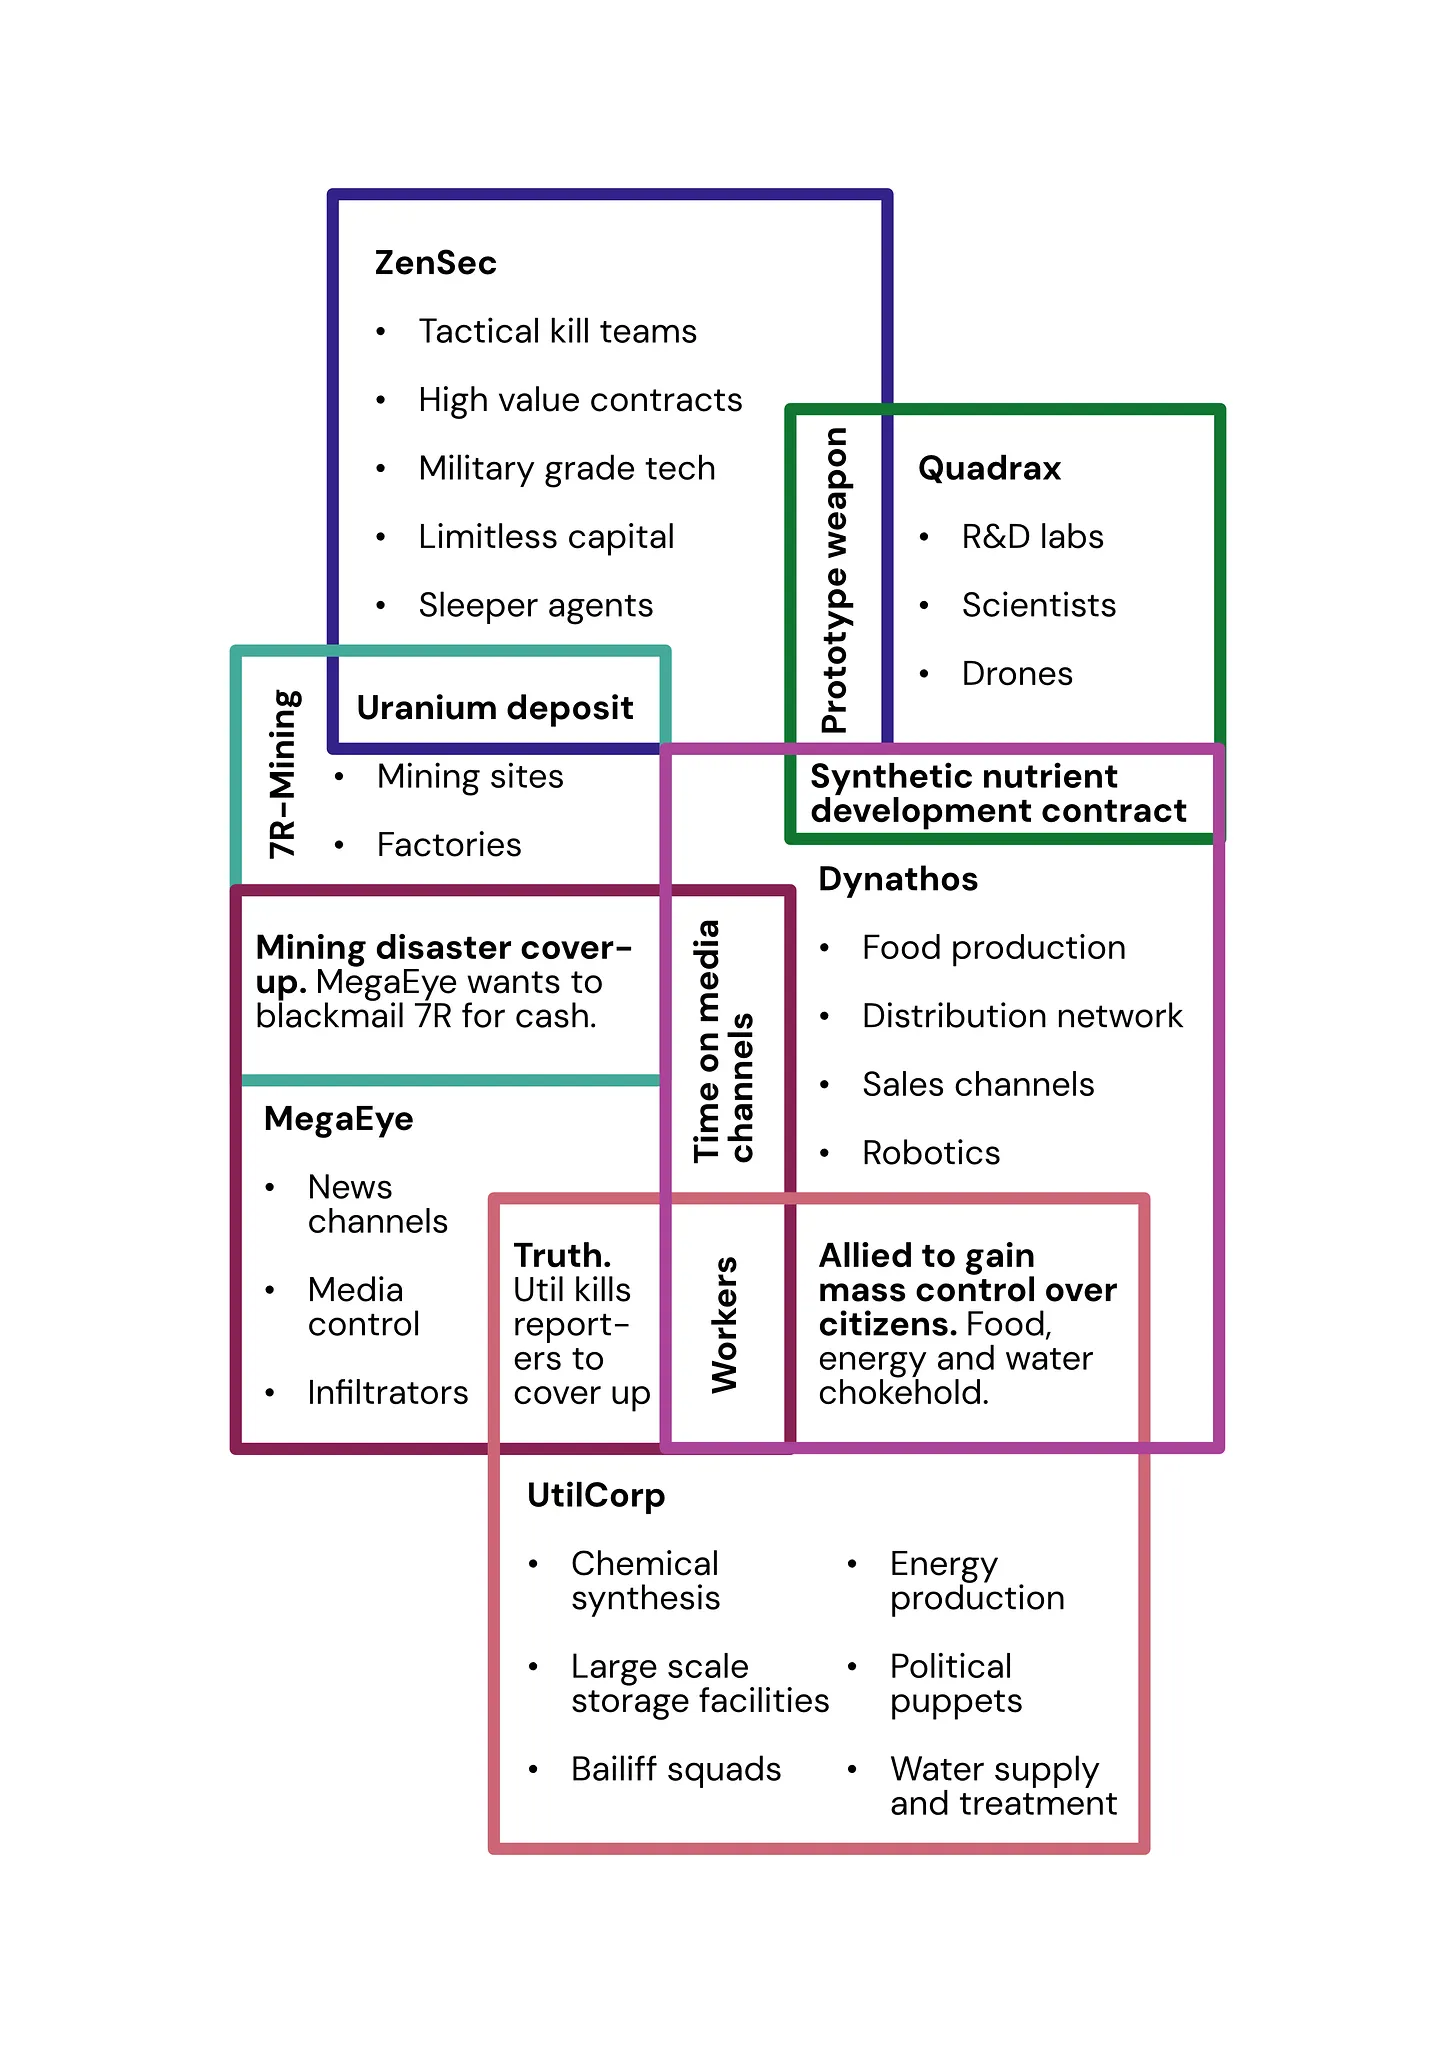 ZenSec
• Tactical kill teams
• High value contracts
• Military grade tech
• Limitless capital
• Sleeper agents
Prototype weapon
Quadrax
• R&D labs
• Scientists
• Drones
7R-Mining
Uranium deposit
• Mining sites
• Factories
Synthetic nutrient
development contract
Dynathos
• Food production
• Distribution network
• Sales channels
• Robotics
Mining disaster cover-
up. MegaEye wants to
blackmail 7R for cash.
Time on media
channels
MegaEye
• News
channels
• Media
control
• Infiltrators
Truth.
Util kills
report-
ers to
cover up
Workers
Allied to gain
mass control over
citizens. Food,
energy and water
chokehold.
UtilCorp
• Chemical
synthesis
• Large scale
storage facilities
• Bailiff squads
• Energy
production
• Political
puppets
• Water supply
and treatment